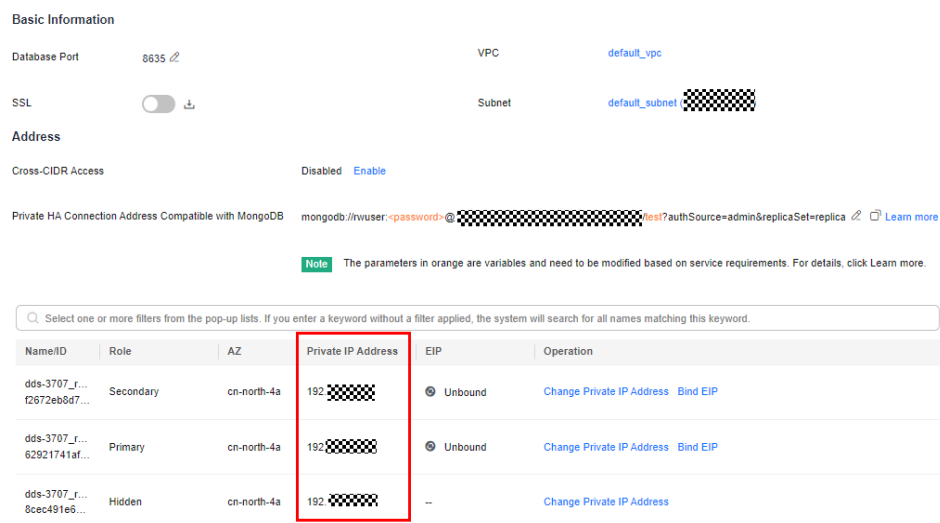 Basic Information
Database Port 8635 VPC default_vpc
SSL Subnet default_subnet (
Address
Cross-CIDR Access Disabled Enable
Private HA Connection Address Compatible with MongoDB mongodb://rwuser:<password>@ /test?authSource=admin&replicaSet=replica Learn more
Note The parameters in orange are variables and need to be modified based on service requirements. For details, click Learn more.
Select one or more filters from the pop-up lists. If you enter a keyword without a filter applied, the system will search for all names matching this keyword.
Name/ID Role AZ Private IP Address EIP Operation
dds-3707_r...
f2672eb8d7... Secondary cn-north-4a 192. Unbound Change Private IP Address Bind EIP
dds-3707_r...
62921741af... Primary cn-north-4a 192. Unbound Change Private IP Address Bind EIP
dds-3707_r...
8cec491e6... Hidden cn-north-4a 192. -- Change Private IP Address